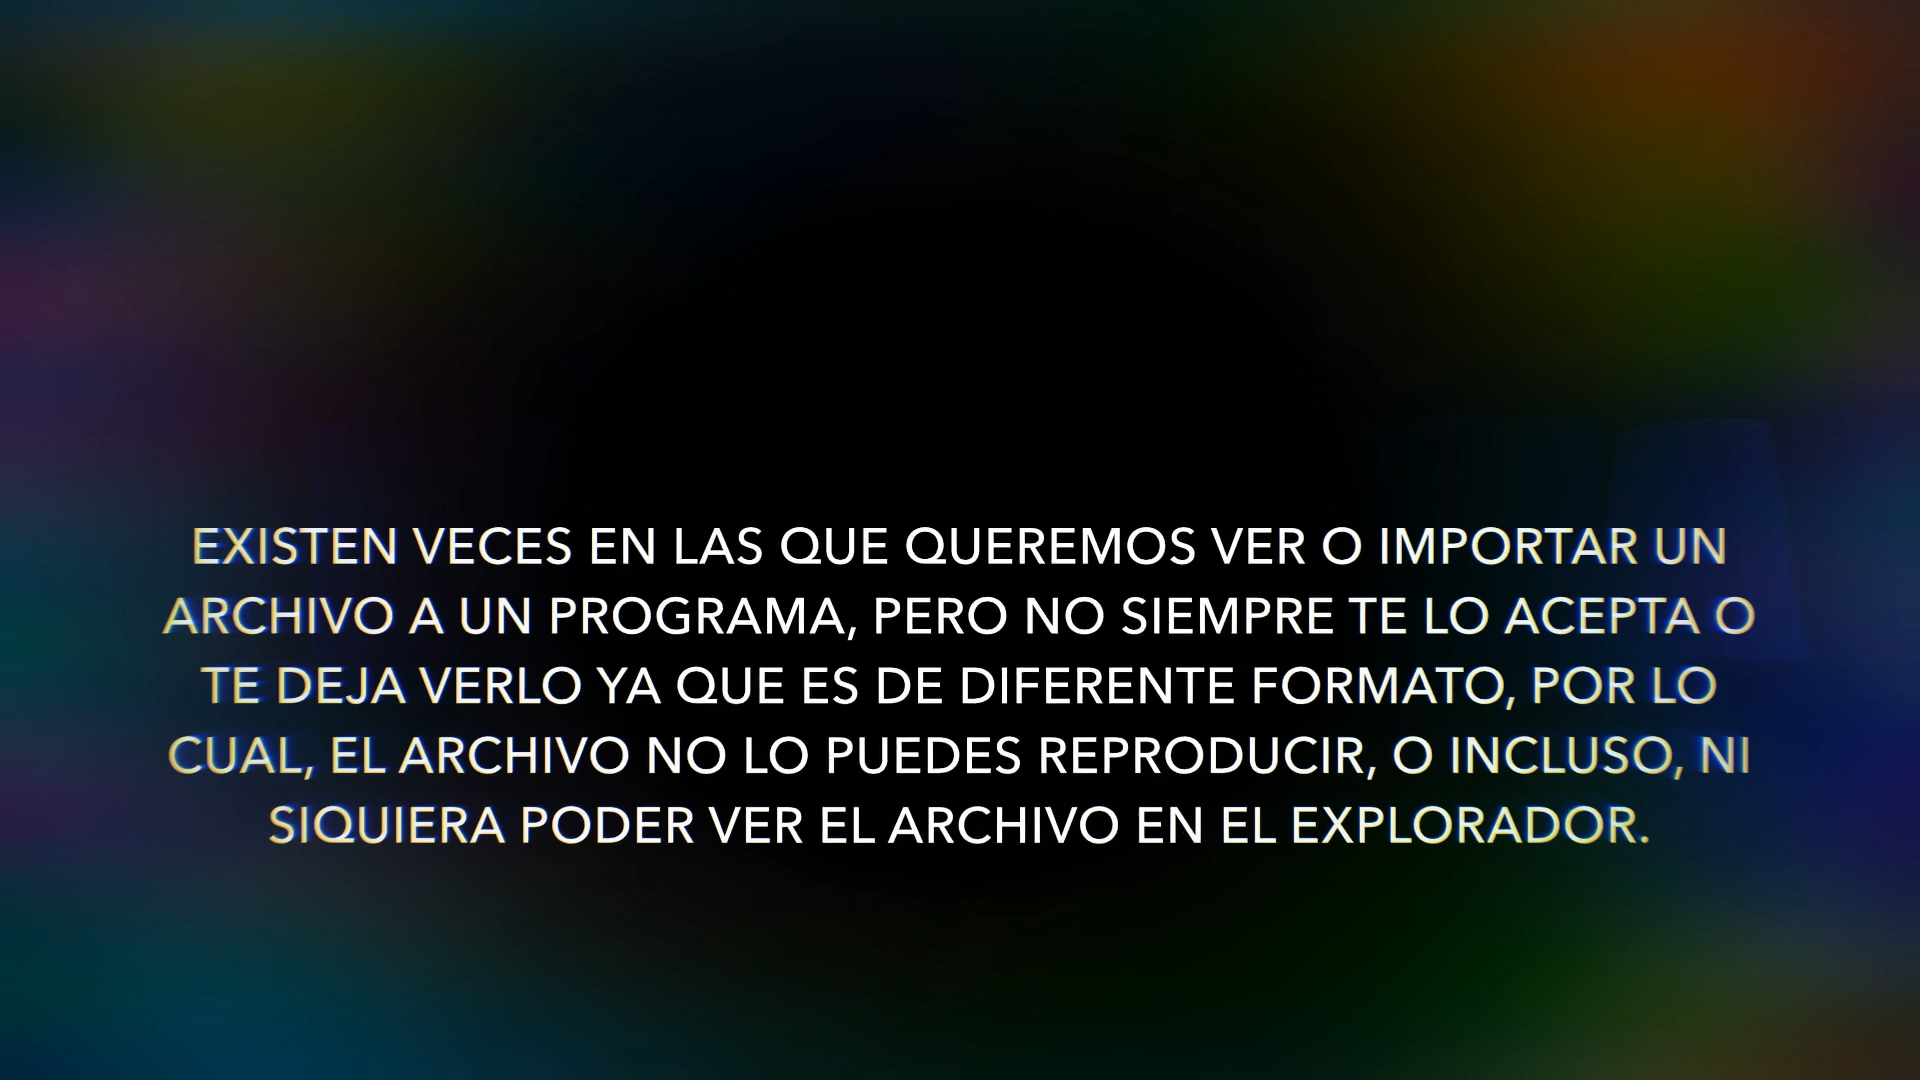 EXISTEN VECES EN LAS QUE QUEREMOS VER O IMPORTAR UN
ARCHIVO A UN PROGRAMA, PERO NO SIEMPRE TE LO ACEPTA O
TE DEJA VERLO YA QUE ES DE DIFERENTE FORMATO, POR LO
CUAL, EL ARCHIVO NO LO PUEDES REPRODUCIR, O INCLUSO, NI
SIQUIERA PODER VER EL ARCHIVO EN EL EXPLORADOR.